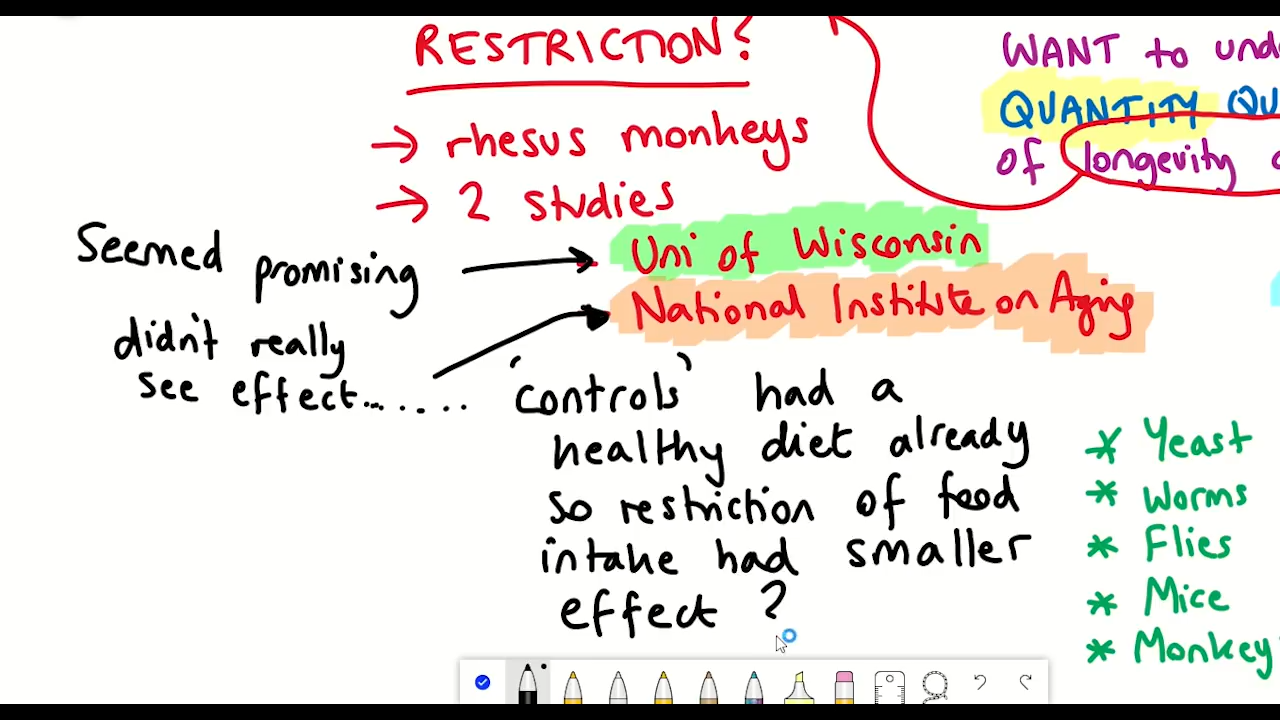 RESTRICTION?
→ rhesus monkeys
→ 2 studies
Uni of Wisconsin
National Institute on Aging
Seemed promising
didn't really
see effect.......
'controls' had a
healthy diet already
so restriction of food
intake had smaller
effect ?
WANT to
QUANTITY
of longevity
* Yeast
* Worms
* Flies
* Mice
* Monkey